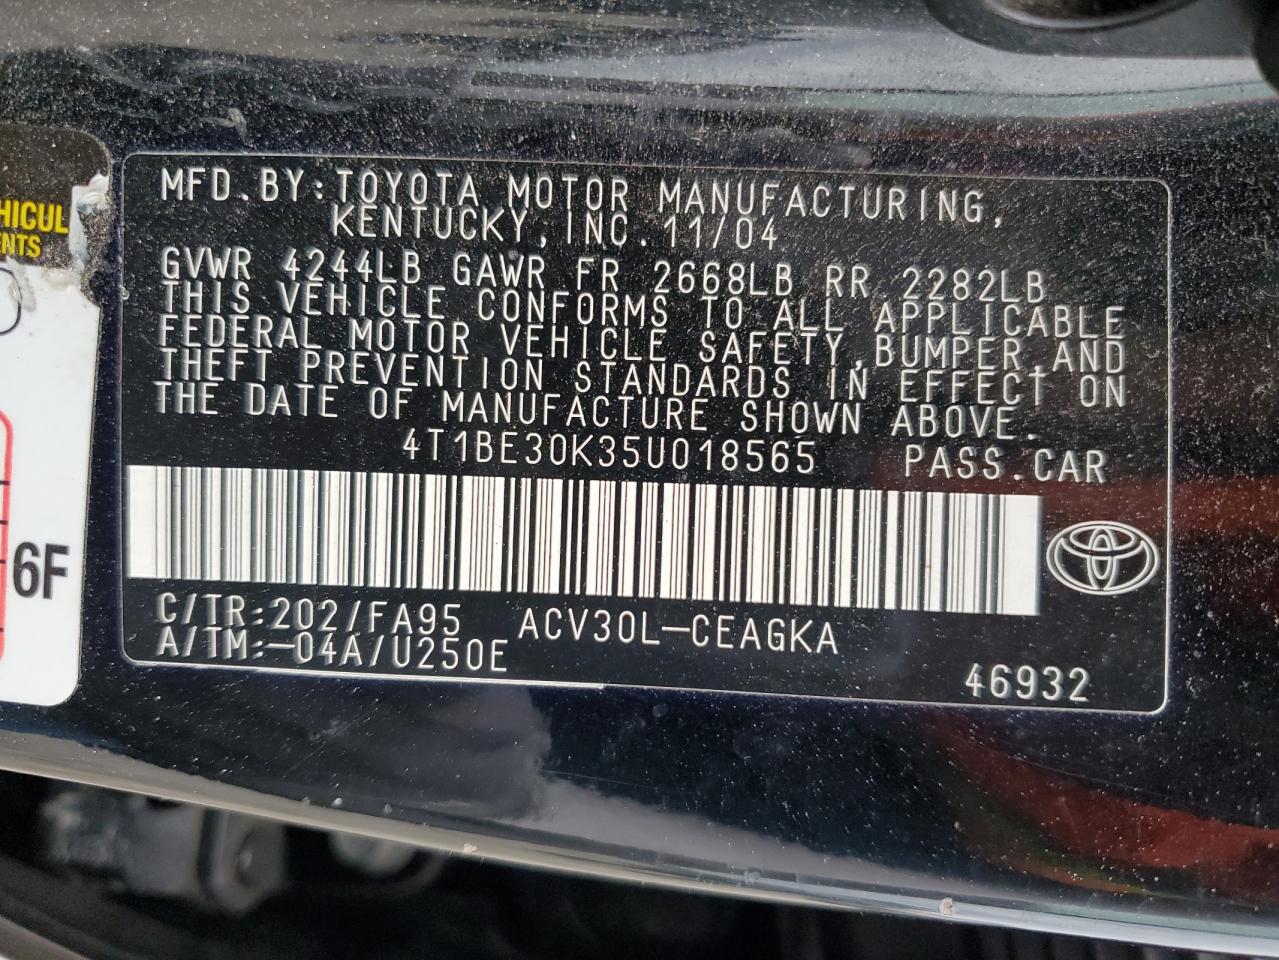 HICUL
ENTS
6F
MFD.BY:TOYOTA MOTOR MANUFACTURING,
KENTUCKY,INC.11/04
GVWR 4244LB GAWR FR 2668LB RR 2282LB
THIS VEHICLE CONFORMS TO ALL APPLICABLE
FEDERAL MOTOR VEHICLE SAFETY,BUMPER,AND
THEFT PREVENTION STANDARDS IN EFFECT ON
THE DATE OF MANUFACTURE SHOWN ABOVE.
4T1BE30K35U018565 PASS.CAR
C/TR:202/FA95 ACV30L-CEAGKA
A/TM:-04A/U250E
46932